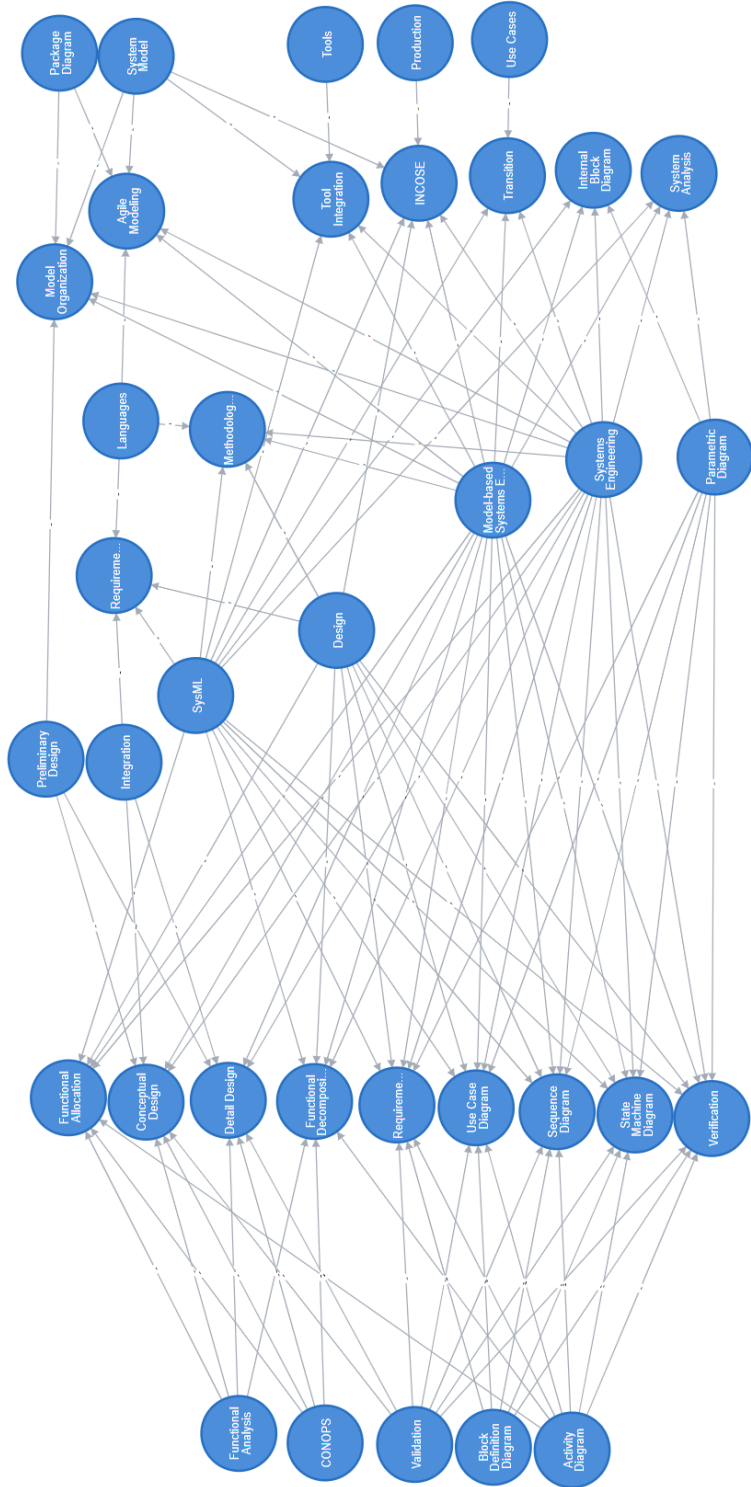 Package
Diagram
System
Model
Tools
Production
Use Cases
Model
Organization
Agile
Modeling
Tool
Integration
INCOSE
Transition
Internal
Block
Diagram
System
Analysis
Languages
Methodolog...
Requireme...
Model-based
Systems E...
Systems
Engineering
Parametric
Diagram
Design
SysML
Preliminary
Design
Integration
Functional
Allocation
Conceptual
Design
Detail Design
Functional
Decomposi...
Requireme...
Use Case
Diagram
Sequence
Diagram
State
Machine
Diagram
Verification
Functional
Analysis
CONOPS
Validation
Block
Definition
Diagram
Activity
Diagram